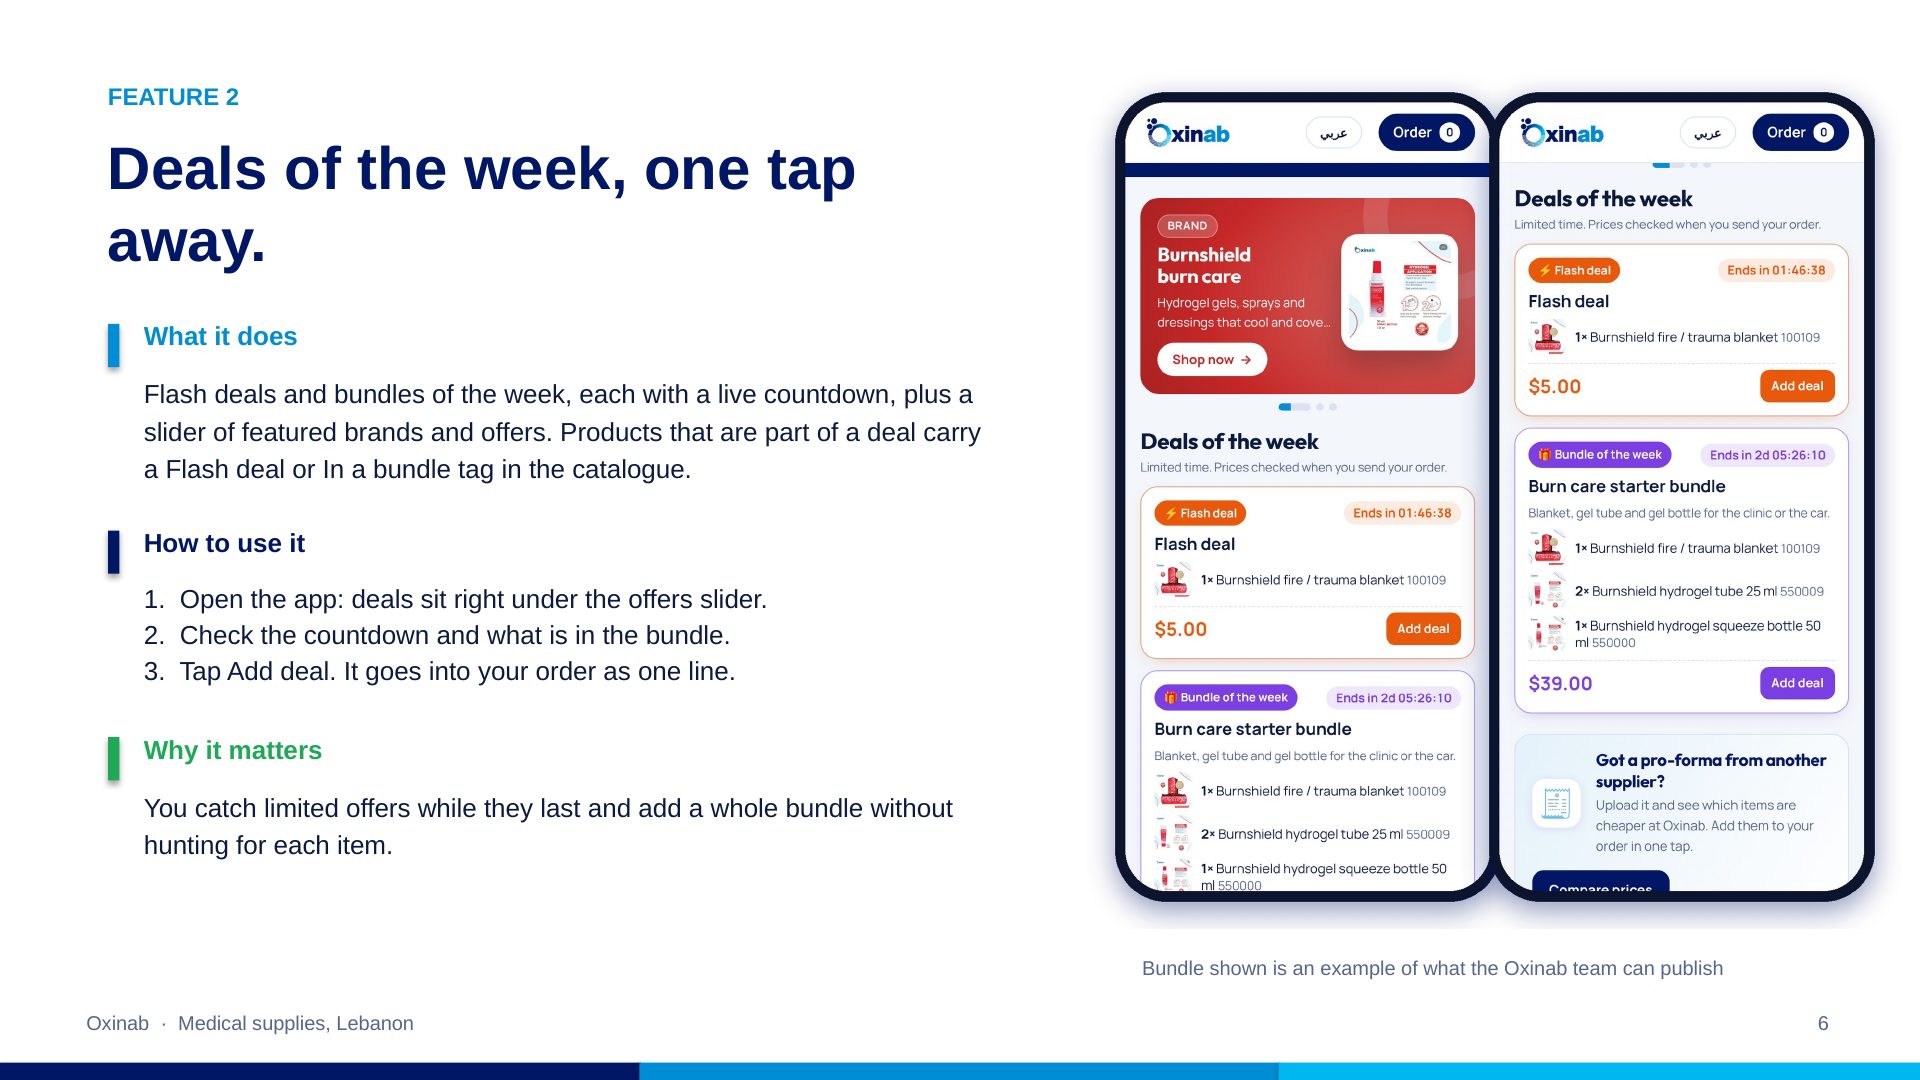 FEATURE 2
Deals of the week, one tap
away.
What it does
Flash deals and bundles of the week, each with a live countdown, plus a
slider of featured brands and offers. Products that are part of a deal carry
a Flash deal or In a bundle tag in the catalogue.
How to use it
1. Open the app: deals sit right under the offers slider.
2. Check the countdown and what is in the bundle.
3. Tap Add deal. It goes into your order as one line.
Why it matters
You catch limited offers while they last and add a whole bundle without
hunting for each item.
Oxinab
عربي
Order 0
BRAND
Burnshield
burn care
Hydrogel gels, sprays and
dressings that cool and cove...
Shop now →
Deals of the week
Limited time. Prices checked when you send your order.
⚡ Flash deal
Ends in 01:46:38
Flash deal
1× Burnshield fire / trauma blanket 100109
$5.00
Add deal
🎁 Bundle of the week
Ends in 2d 05:26:10
Burn care starter bundle
Blanket, gel tube and gel bottle for the clinic or the car.
1× Burnshield fire / trauma blanket 100109
2× Burnshield hydrogel tube 25 ml 550009
1× Burnshield hydrogel squeeze bottle 50
ml 550000
Oxinab
عربي
Order 0
Deals of the week
Limited time. Prices checked when you send your order.
⚡ Flash deal
Ends in 01:46:38
Flash deal
1× Burnshield fire / trauma blanket 100109
$5.00
Add deal
🎁 Bundle of the week
Ends in 2d 05:26:10
Burn care starter bundle
Blanket, gel tube and gel bottle for the clinic or the car.
1× Burnshield fire / trauma blanket 100109
2× Burnshield hydrogel tube 25 ml 550009
1× Burnshield hydrogel squeeze bottle 50
ml 550000
$39.00
Add deal
Got a pro-forma from another
supplier?
Upload it and see which items are
cheaper at Oxinab. Add them to your
order in one tap.
Compare prices
Bundle shown is an example of what the Oxinab team can publish
Oxinab · Medical supplies, Lebanon
6